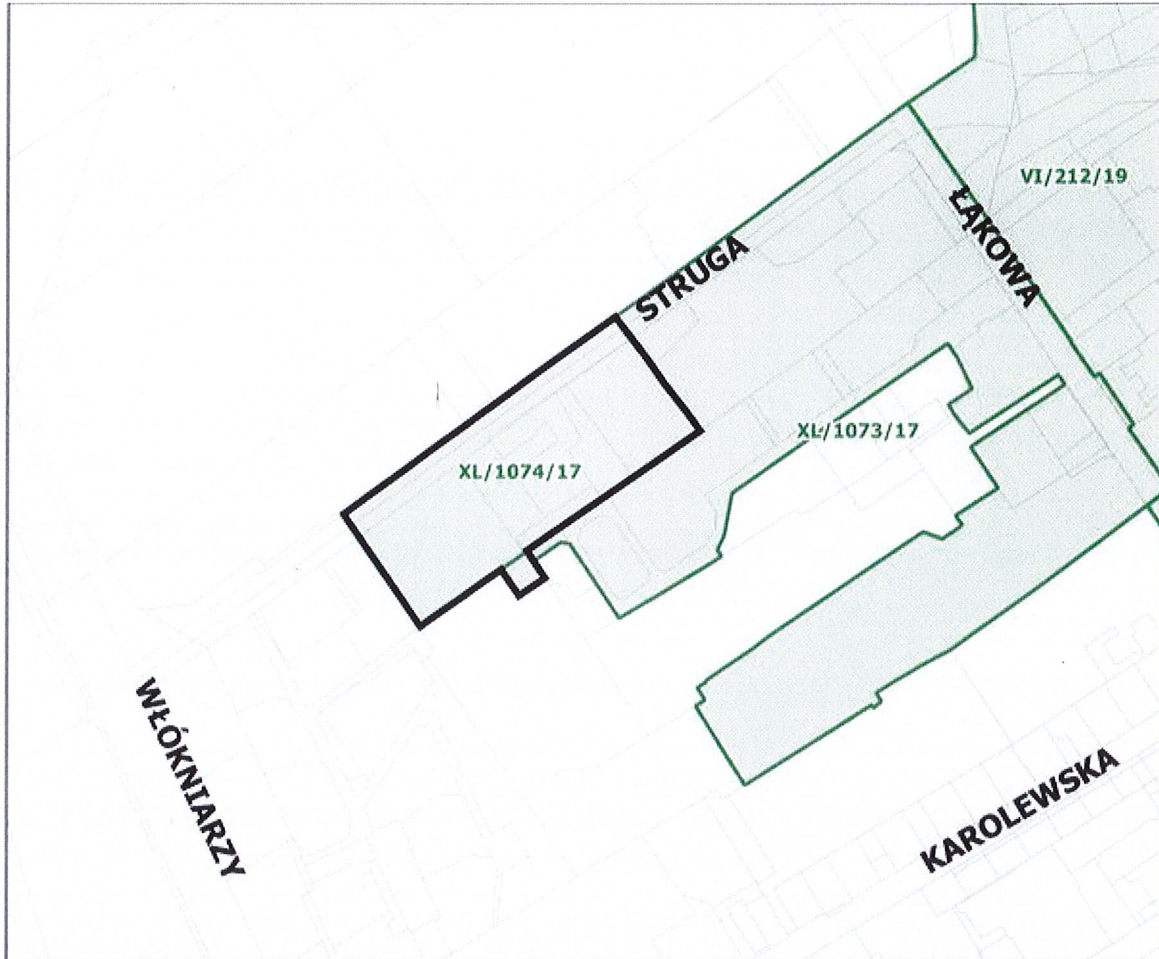 VI/212/19
ŁĄKOWA
STRUGA
XL/1073/17
XL/1074/17
WŁÓKNIARZY
KAROLEWSKA